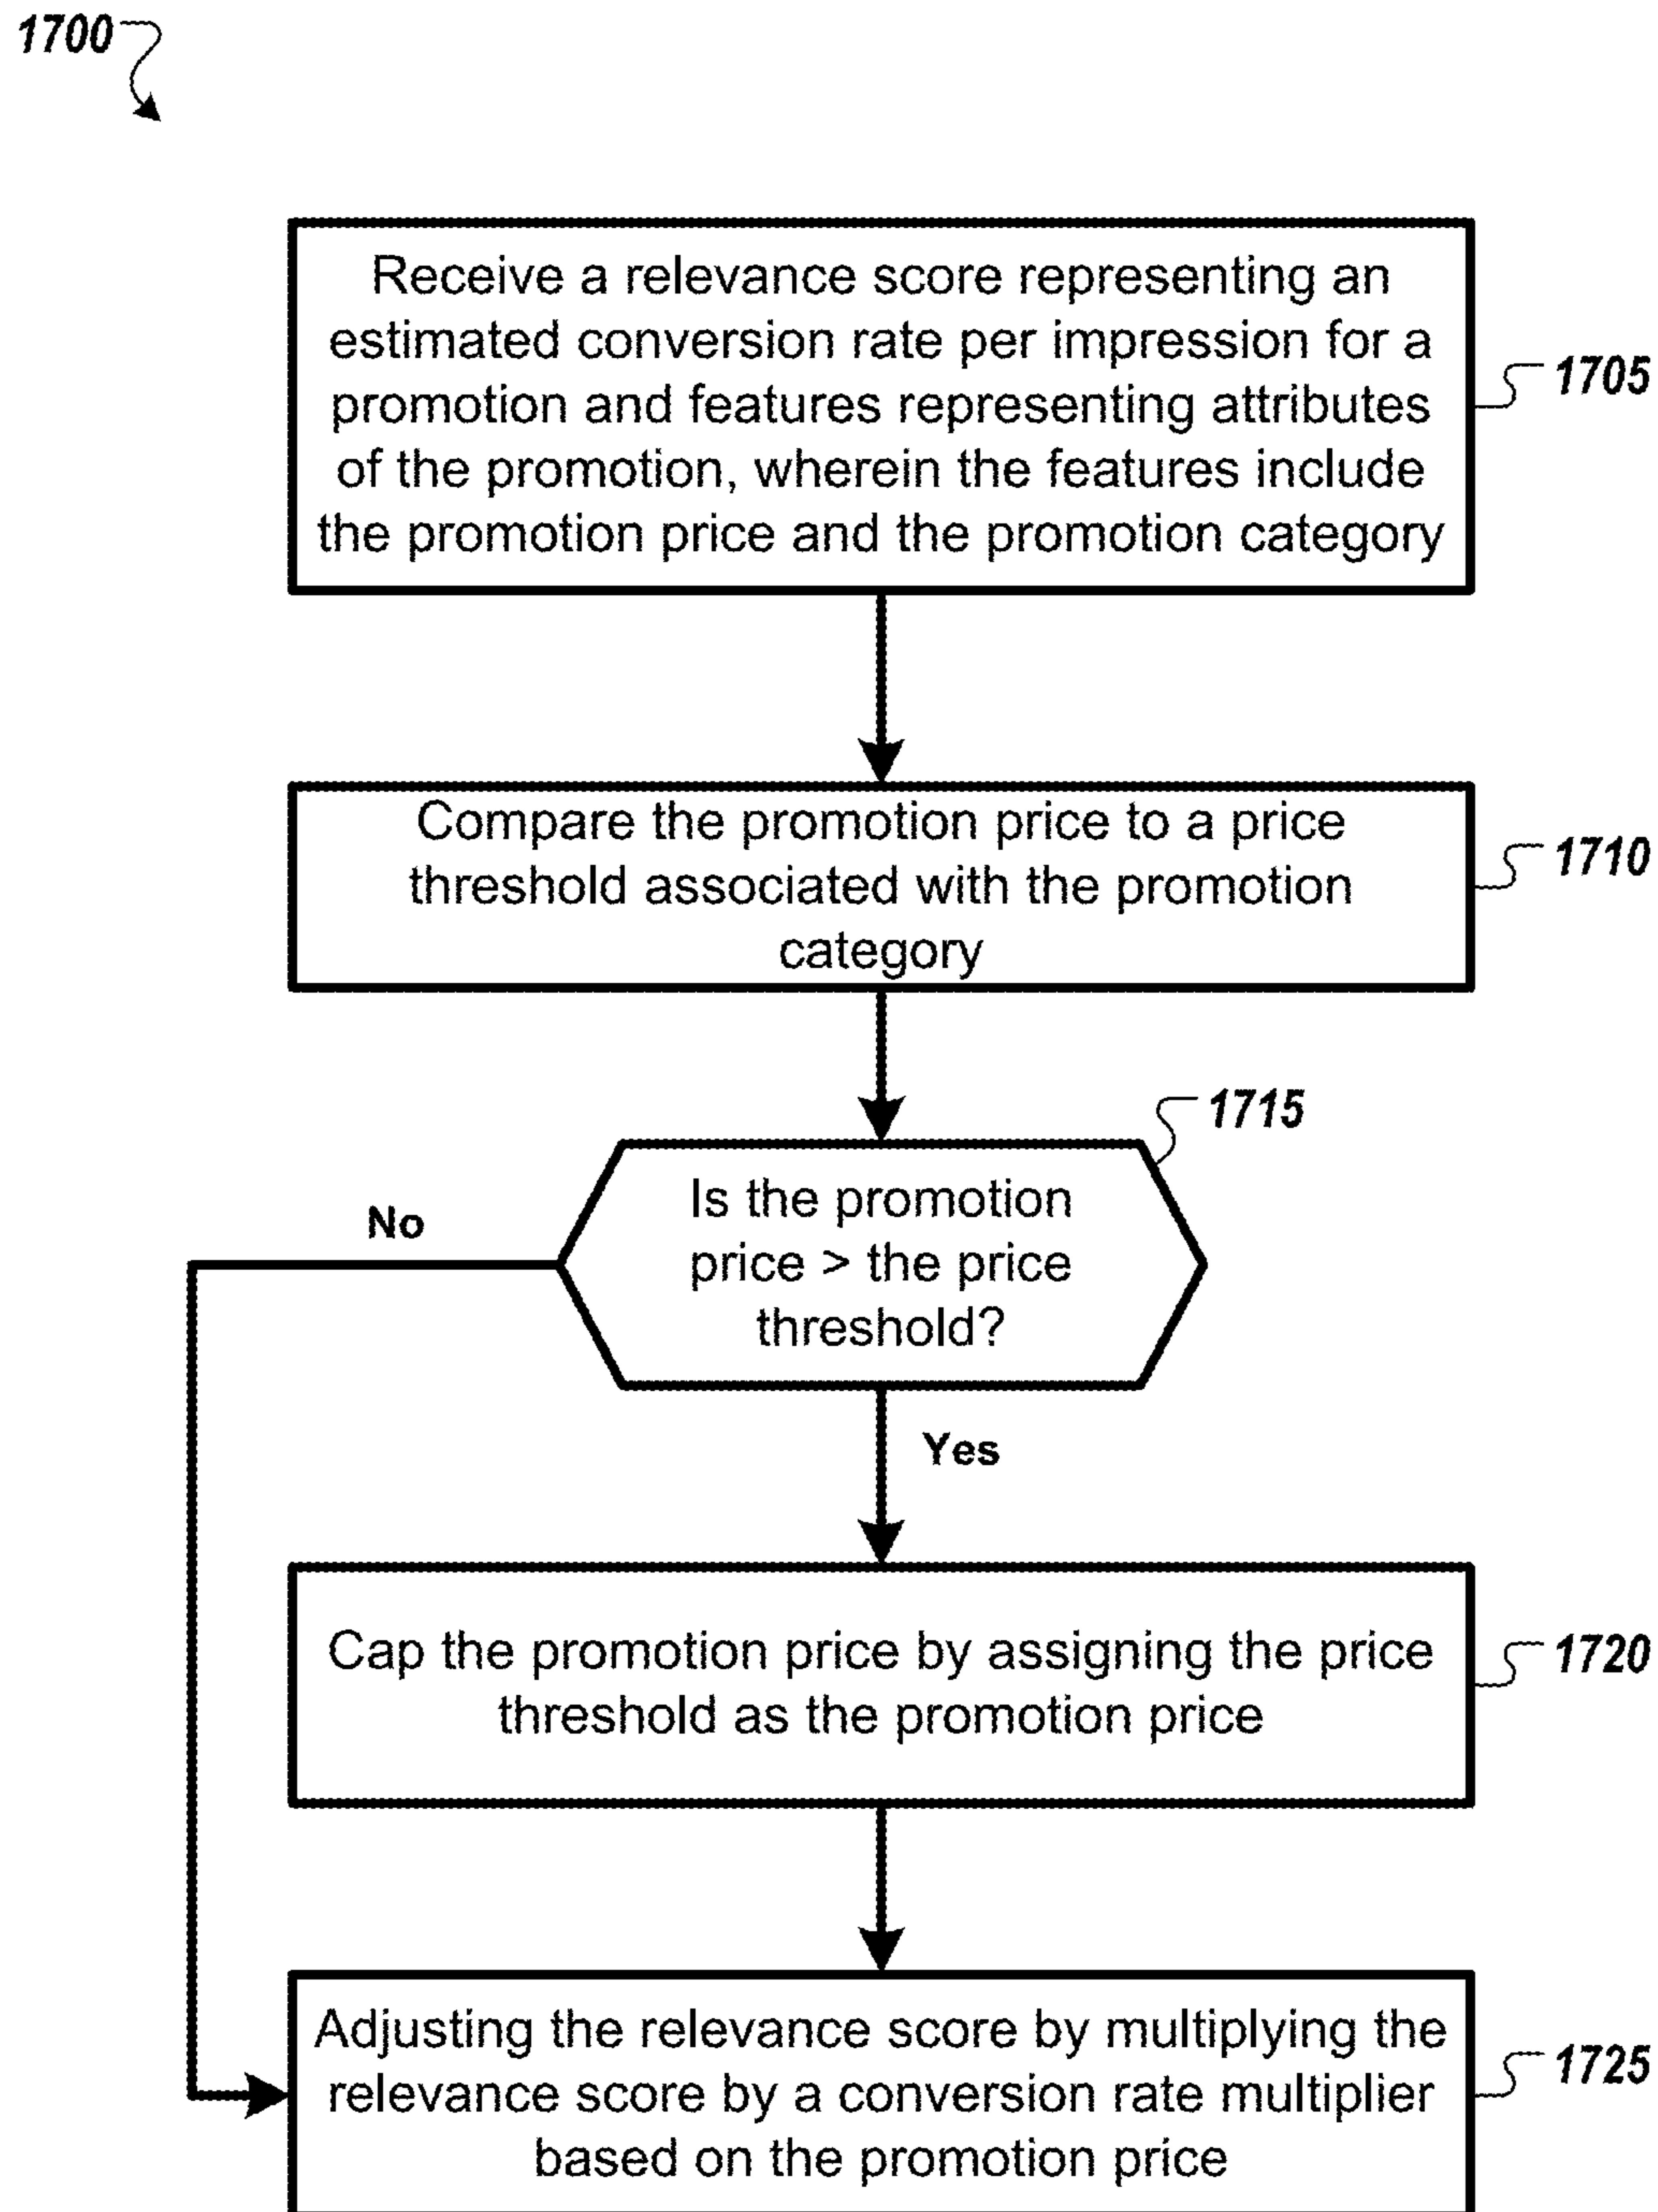 1700
Receive a relevance score representing an
estimated conversion rate per impression for a
promotion and features representing attributes
of the promotion, wherein the features include
the promotion price and the promotion category
1705
Compare the promotion price to a price
threshold associated with the promotion
category
1710
1715
Is the promotion
price > the price
threshold?
No
Yes
Cap the promotion price by assigning the price
threshold as the promotion price
1720
Adjusting the relevance score by multiplying the
relevance score by a conversion rate multiplier
based on the promotion price
1725